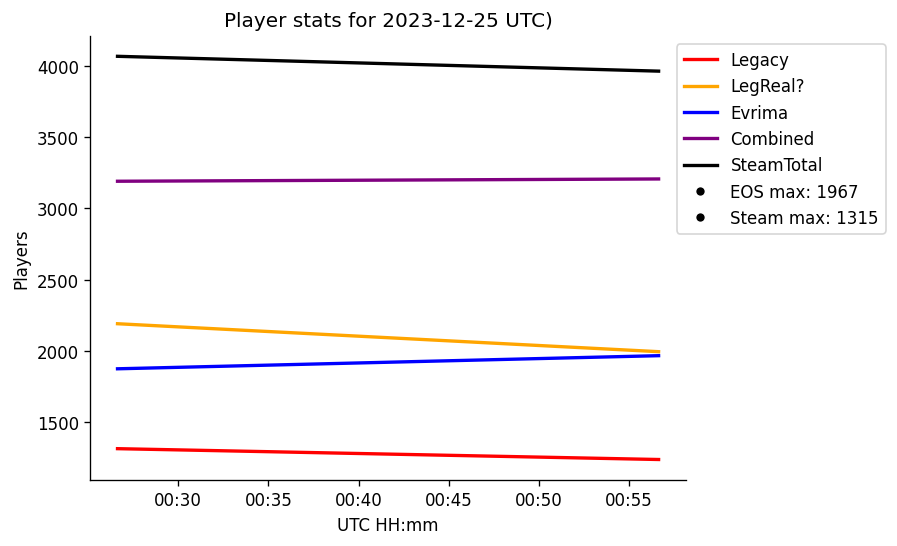 Player stats for 2023-12-25 UTC)
4000
3500
3000
2500
2000
1500
Players
00:30 00:35 00:40 00:45 00:50 00:55
UTC HH:mm
Legacy
LegReal?
Evrima
Combined
SteamTotal
EOS max: 1967
Steam max: 1315